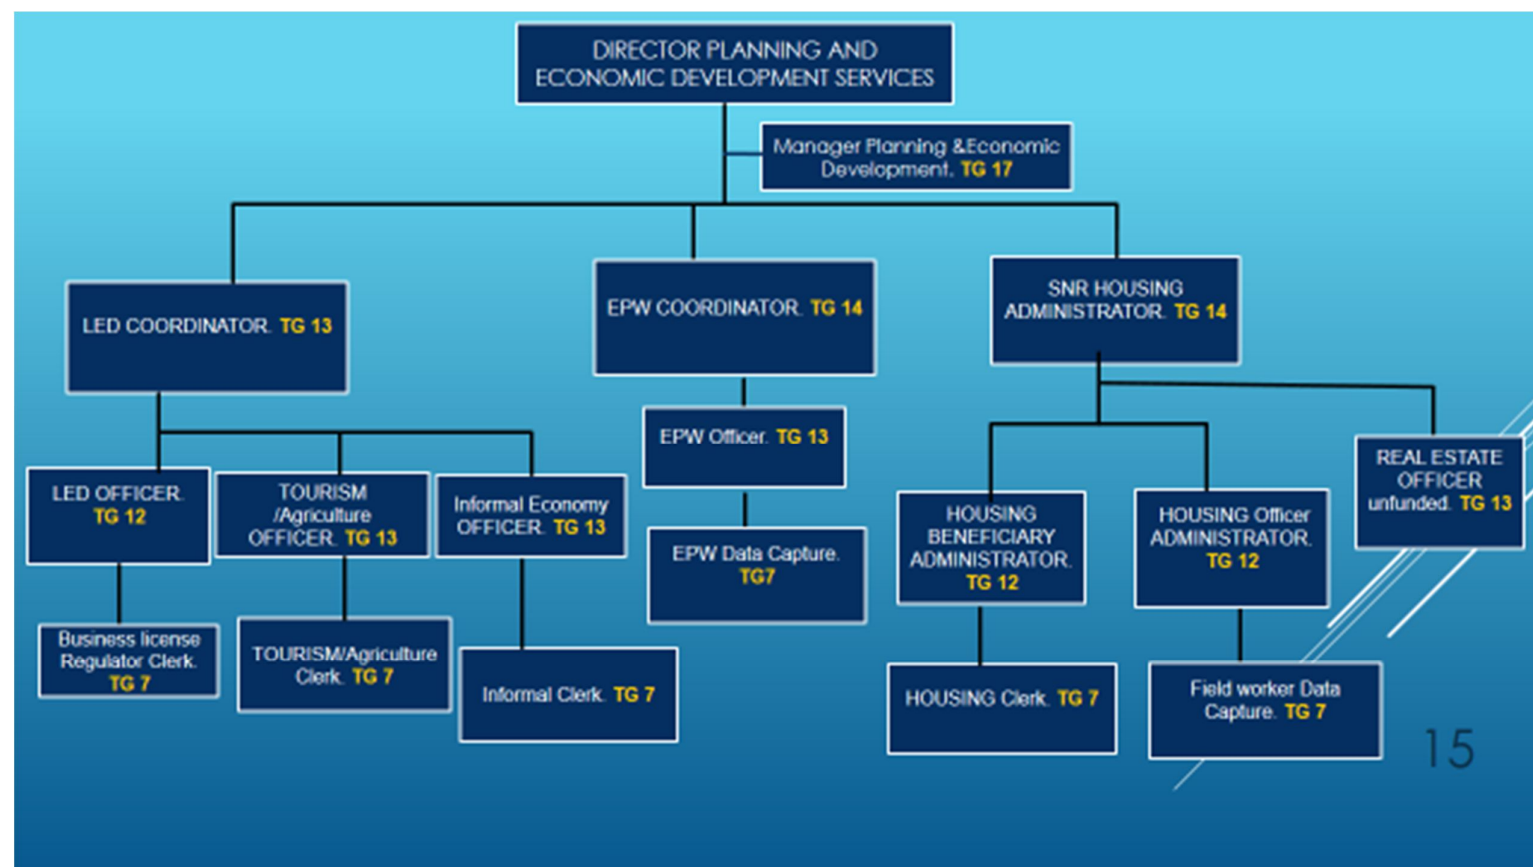 DIRECTOR PLANNING AND
ECONOMIC DEVELOPMENT SERVICES
Manager Planning &Economic
Development. TG 17
LED COORDINATOR. TG 13
EPW COORDINATOR. TG 14
SNR HOUSING
ADMINISTRATOR. TG 14
LED OFFICER.
TG 12
TOURISM
/Agriculture
OFFICER. TG 13
Informal Economy
OFFICER. TG 13
EPW Officer. TG 13
EPW Data Capture.
TG7
HOUSING
BENEFICIARY
ADMINISTRATOR.
TG 12
HOUSING Officer
ADMINISTRATOR.
TG 12
REAL ESTATE
OFFICER
unfunded. TG 13
Business license
Regulator Clerk.
TG 7
TOURISM/Agriculture
Clerk. TG 7
Informal Clerk. TG 7
HOUSING Clerk. TG 7
Field worker Data
Capture. TG 7
15